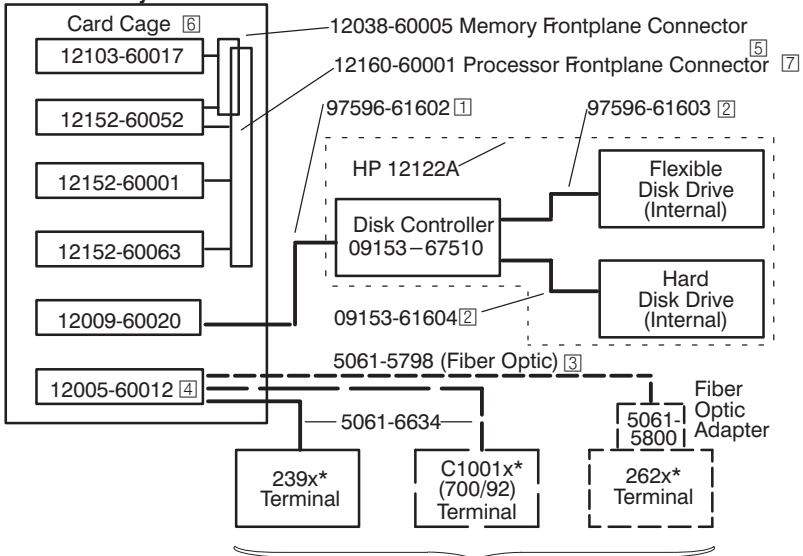 Card Cage 6
12103-60017
12152-60052
12152-60001
12152-60063
12009-60020
12005-60012 4
12038-60005 Memory Frontplane Connector
5
12160-60001 Processor Frontplane Connector 7
97596-61602 1
97596-61603 2
HP 12122A
Disk Controller
09153–67510
Flexible
Disk Drive
(Internal)
Hard
Disk Drive
(Internal)
09153-61604 2
5061-5798 (Fiber Optic) 3
5061-6634
5061-
5800
Fiber
Optic
Adapter
239x*
Terminal
C1001x*
(700/92)
Terminal
262x*
Terminal